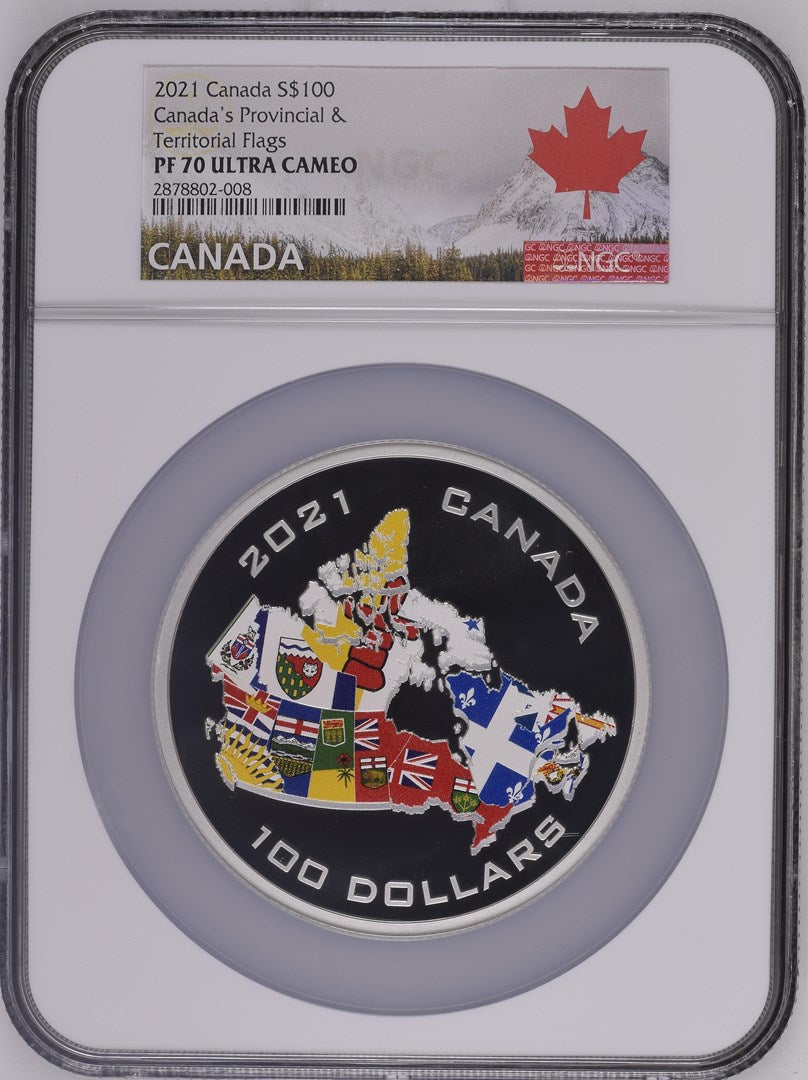 2021 Canada S$100
Canada's Provincial &
Territorial Flags
PF 70 ULTRA CAMEO
2878802-008
NGC
CANADA
NGC
2021 CANADA
100 DOLLARS